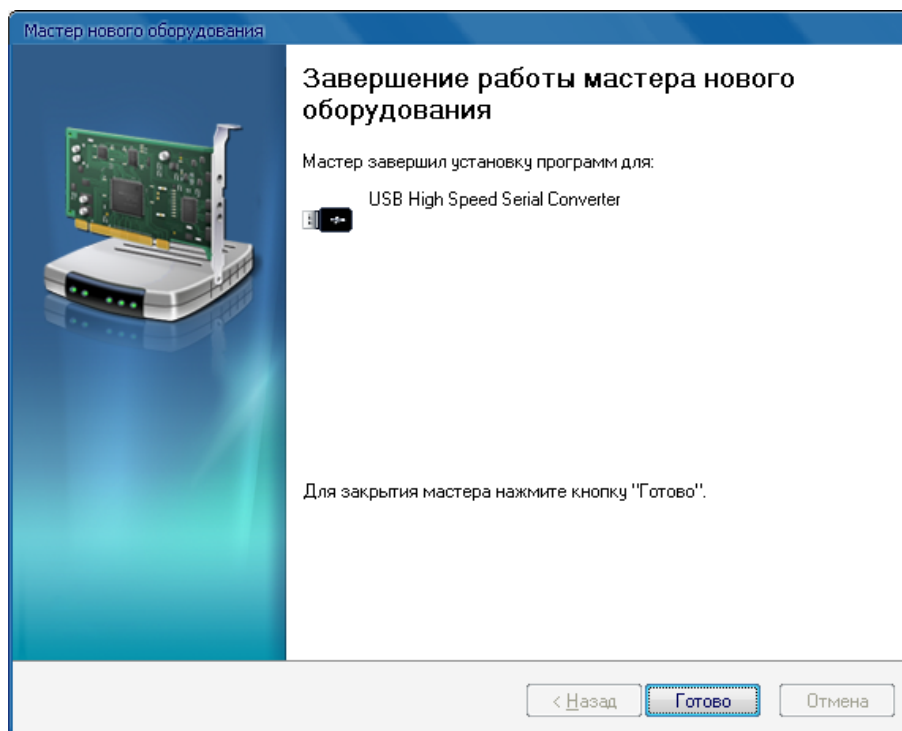 Мастер нового оборудования
Завершение работы мастера нового
оборудования
Мастер завершил установку программ для:
USB High Speed Serial Converter
Для закрытия мастера нажмите кнопку "Готово".
< Назад
Готово
Отмена